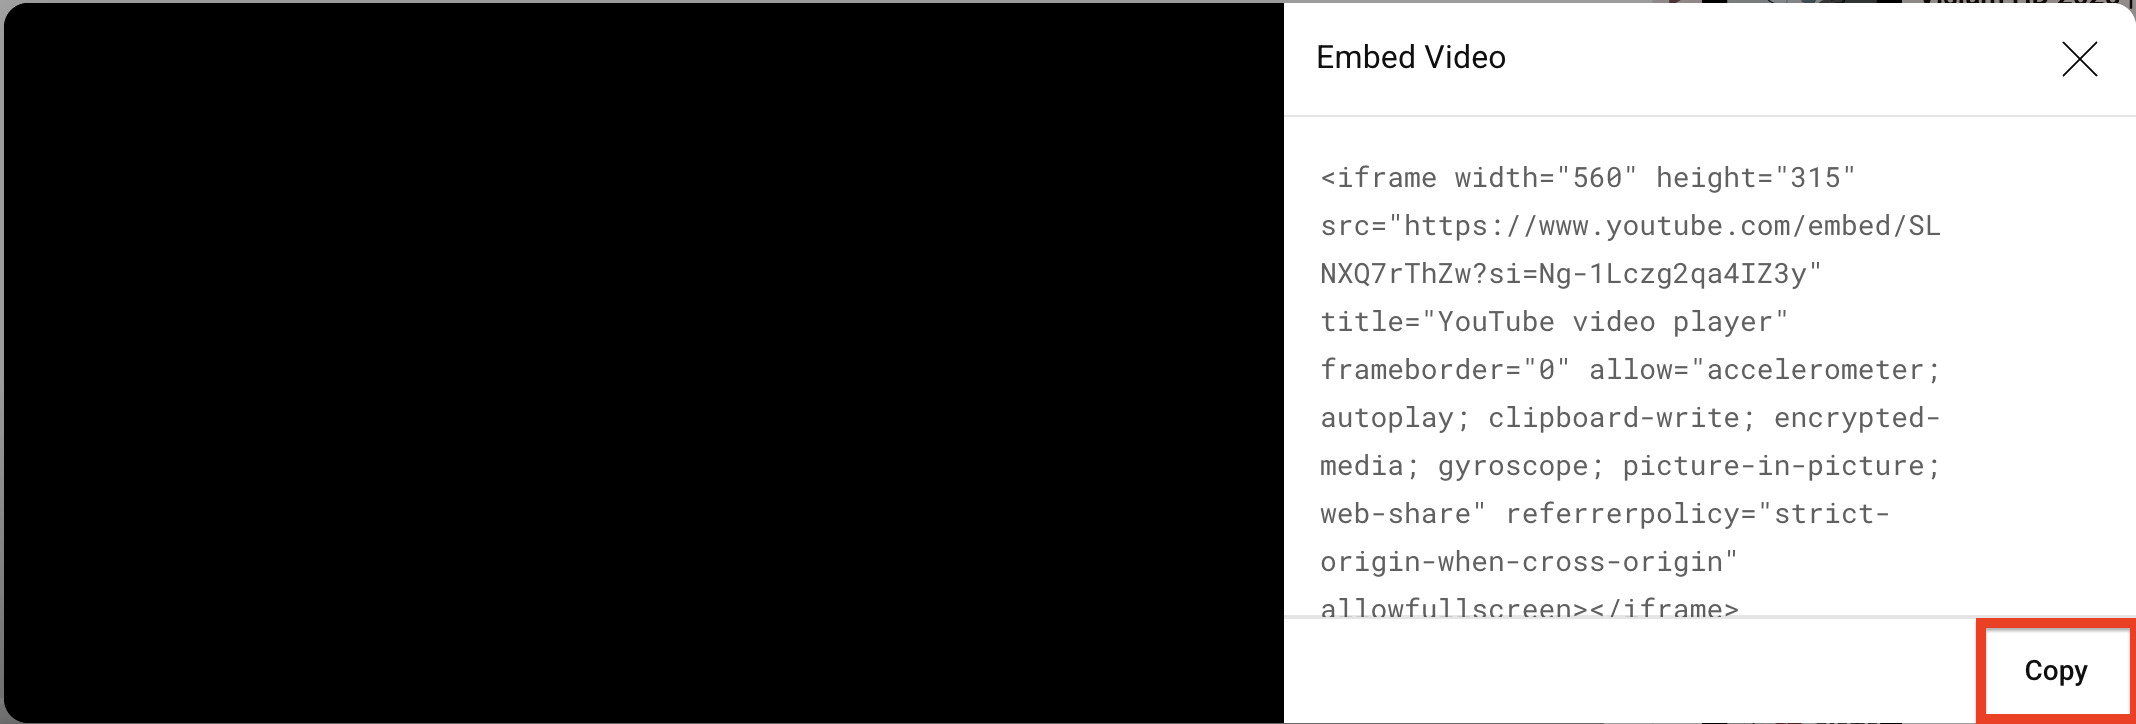 Embed Video
<iframe width="560" height="315"
src="https://www.youtube.com/embed/SL
NXQ7rThZw?si=Ng-1Lczg2qa4IZ3y"
title="YouTube video player"
frameborder="0" allow="accelerometer;
autoplay; clipboard-write; encrypted-
media; gyroscope; picture-in-picture;
web-share" referrerpolicy="strict-
origin-when-cross-origin"
allowfullscreen></iframe>
Copy